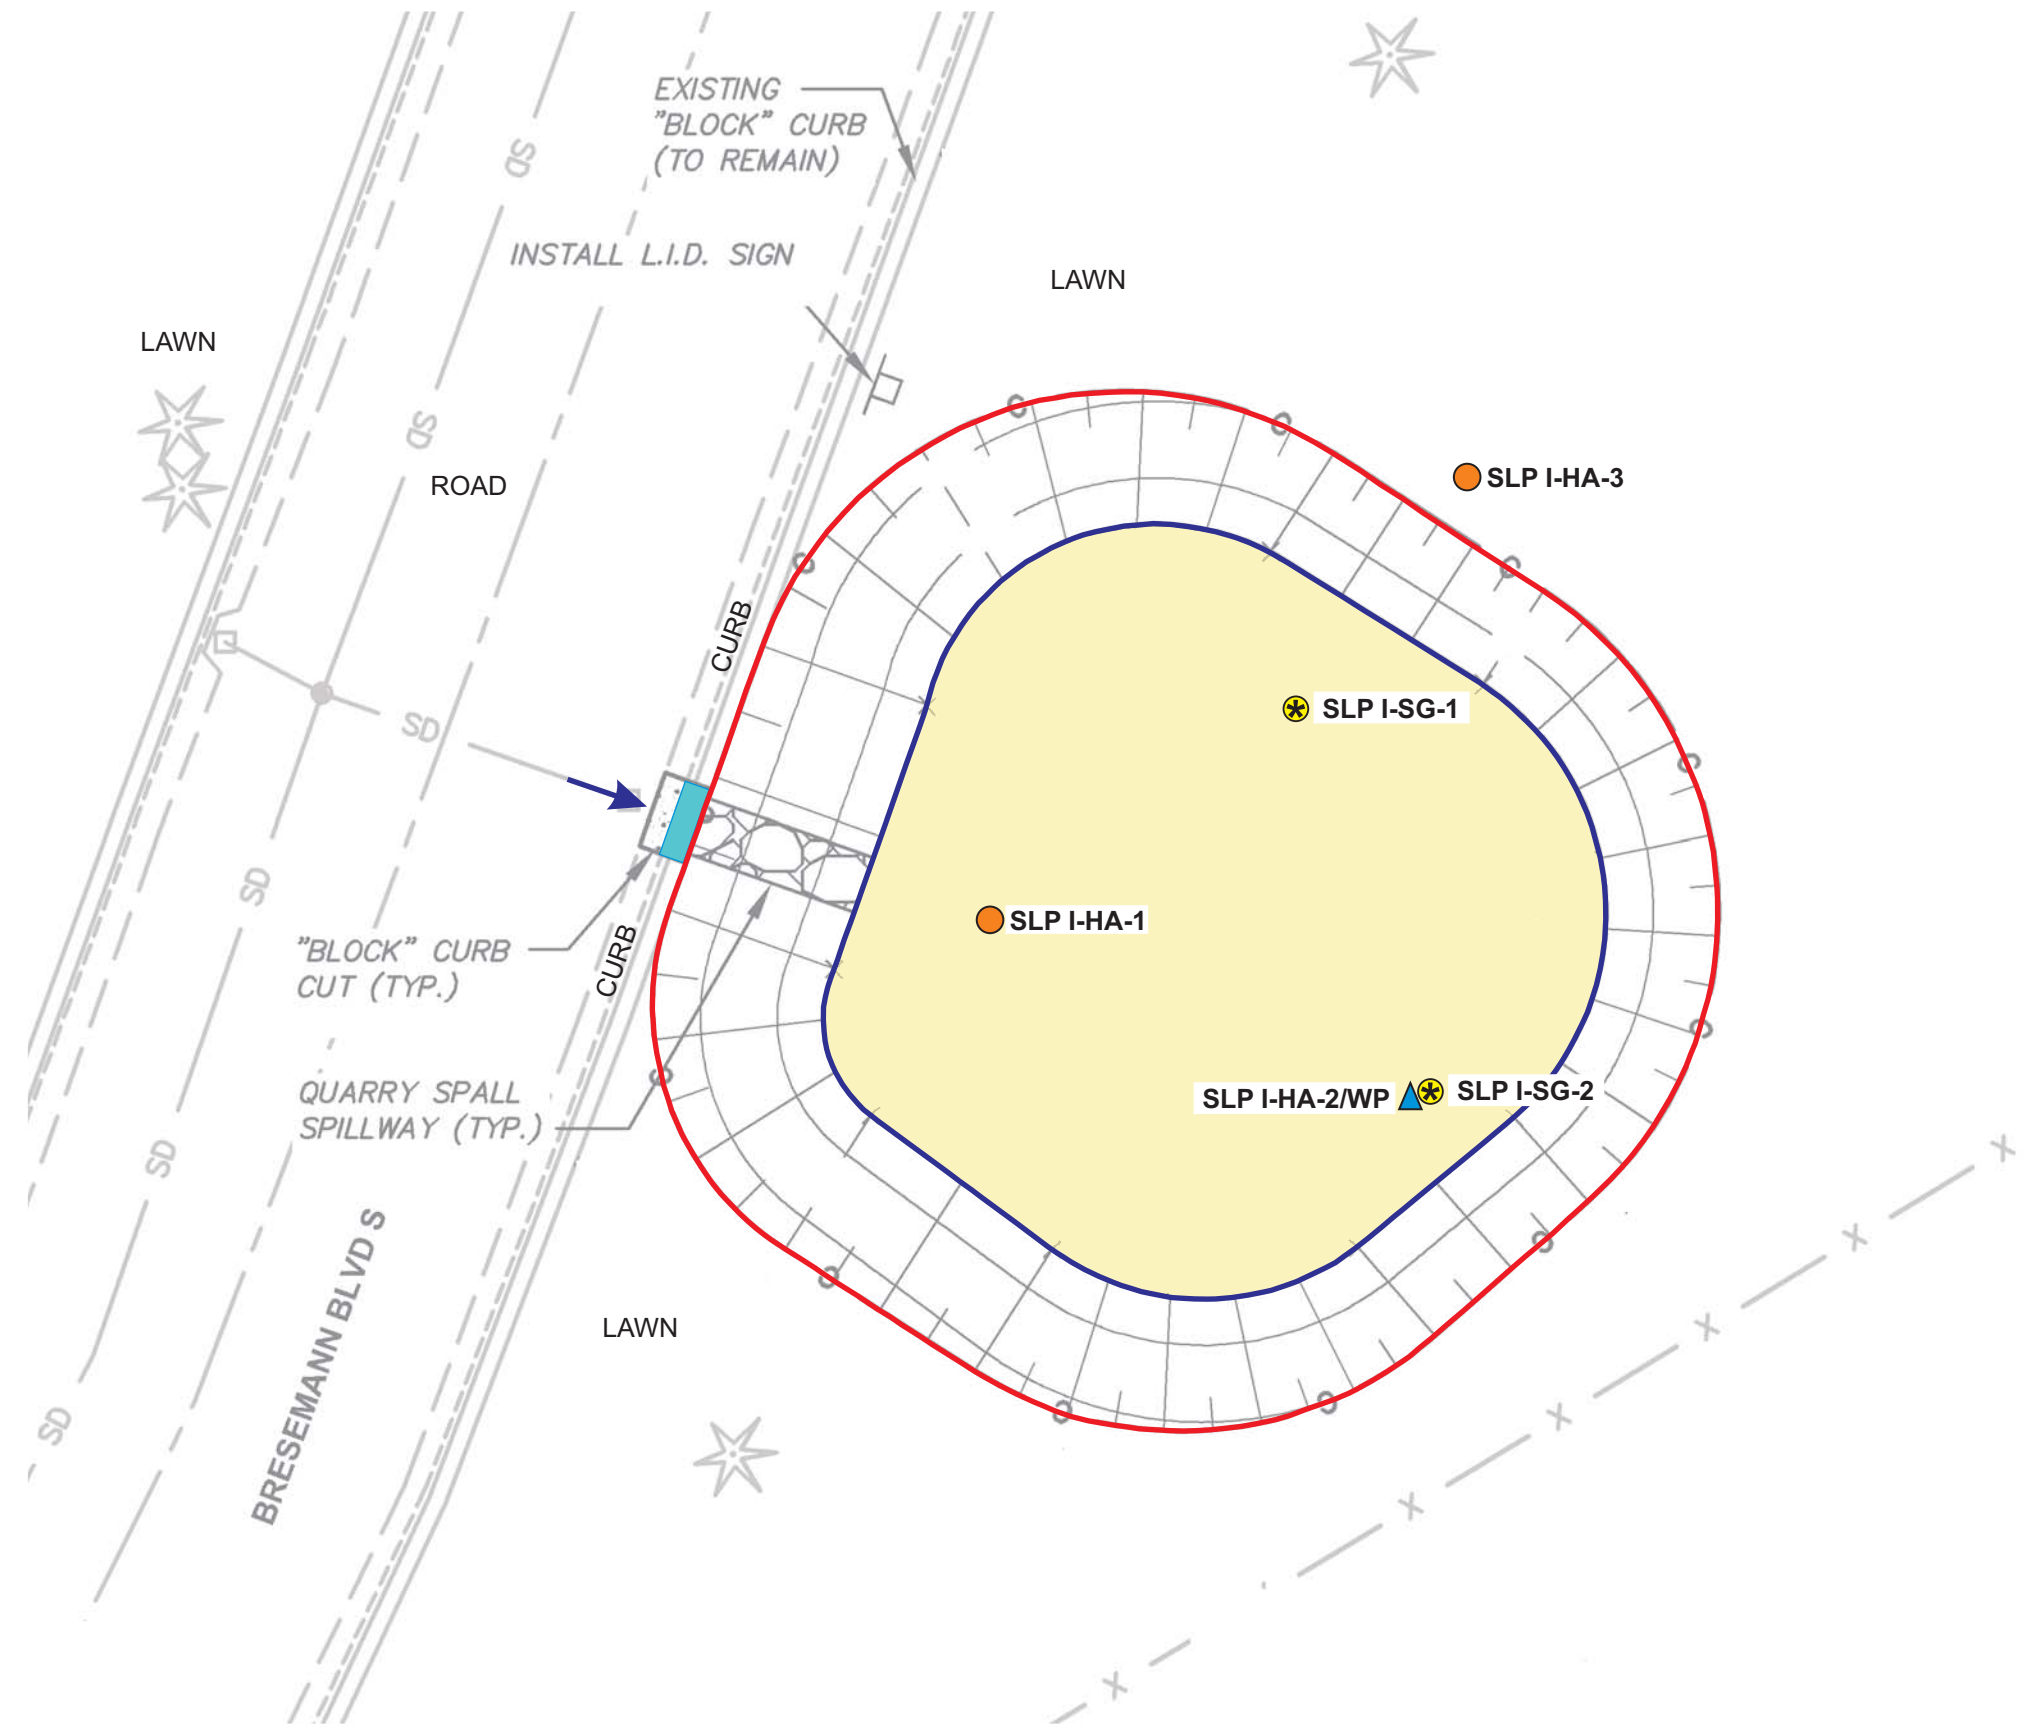 EXISTING
"BLOCK" CURB
(TO REMAIN)
SD
INSTALL L.I.D. SIGN
LAWN
LAWN
SD
ROAD
SLP I-HA-3
CURB
SLP I-SG-1
SD
SD
SLP I-HA-1
"BLOCK" CURB
CUT (TYP.)
CURB
QUARRY SPALL
SPILLWAY (TYP.)
SLP I-HA-2/WP
SLP I-SG-2
SD
BRESEMANN BLVD S
LAWN
SD